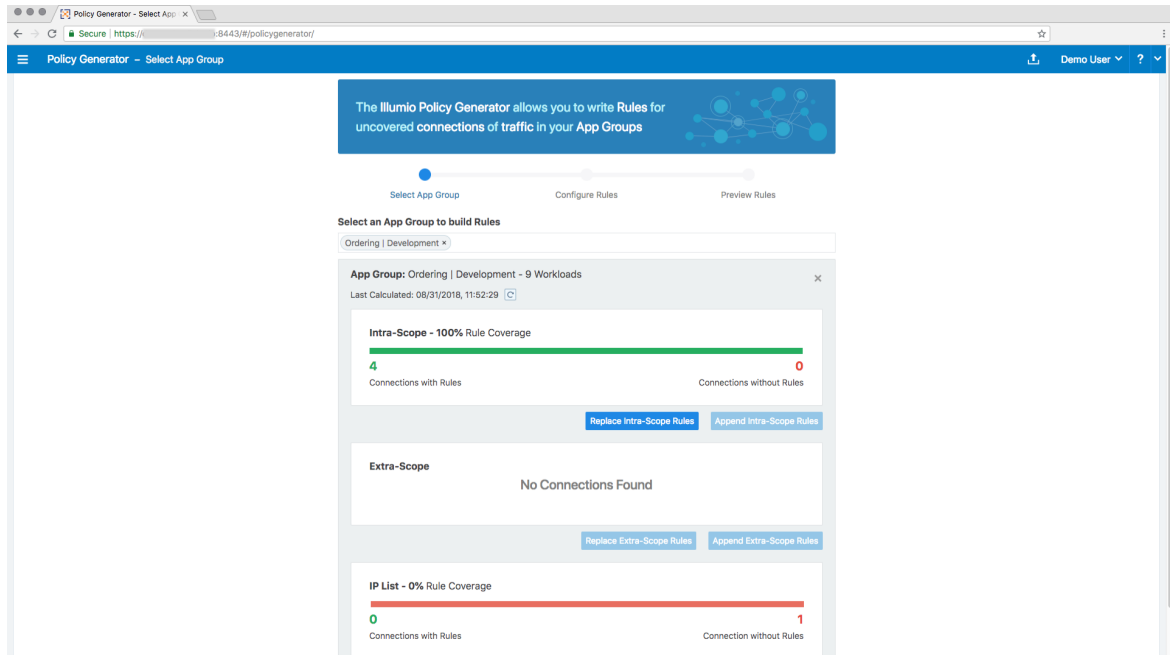 Policy Generator - Select App
Secure | https://
:8443/#/policygenerator/
Policy Generator – Select App Group
Demo User
?
The Illumio Policy Generator allows you to write Rules for
uncovered connections of traffic in your App Groups
Select App Group
Configure Rules
Preview Rules
Select an App Group to build Rules
Ordering | Development ×
App Group: Ordering | Development - 9 Workloads
Last Calculated: 08/31/2018, 11:52:29
Intra-Scope - 100% Rule Coverage
4
0
Connections with Rules
Connections without Rules
Replace Intra-Scope Rules
Append Intra-Scope Rules
Extra-Scope
No Connections Found
Replace Extra-Scope Rules
Append Extra-Scope Rules
IP List - 0% Rule Coverage
0
1
Connections with Rules
Connection without Rules